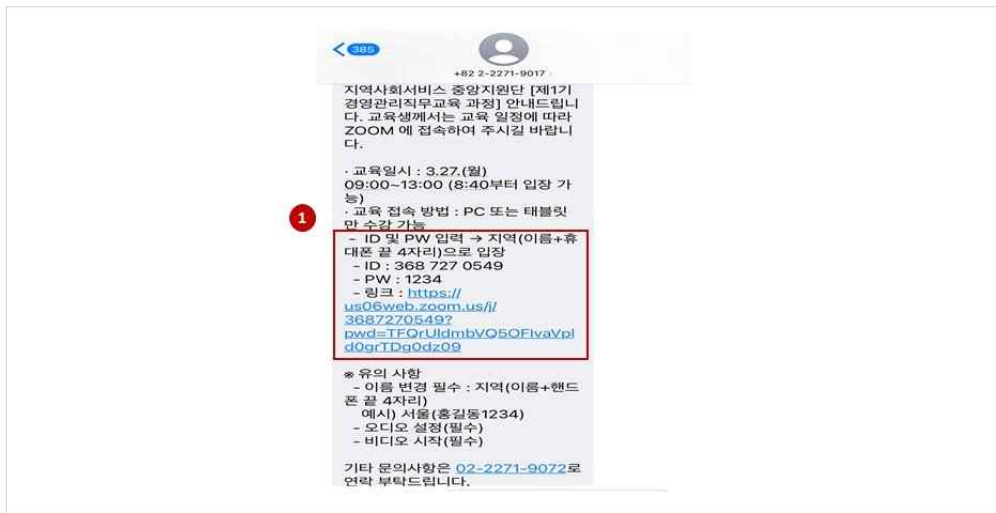 385
+82 2-2271-9017
지역사회서비스 중앙지원단 [제1기
경영관리직무교육 과정] 안내드립니
다. 교육생께서는 교육 일정에 따라
ZOOM 에 접속하여 주시길 바랍니
다.
· 교육일시 : 3.27.(월)
09:00~13:00 (8:40부터 입장 가
능)
· 교육 접속 방법 : PC 또는 태블릿
만 수강 가능
1
- ID 및 PW 입력 → 지역(이름+휴
대폰 끝 4자리)으로 입장
- ID : 368 727 0549
- PW : 1234
- 링크 : https://
us06web.zoom.us/j/
3687270549?
pwd=TFQrUldmbVQ5OFIvaVpl
d0grTDg0dz09
※ 유의 사항
- 이름 변경 필수 : 지역(이름+핸드
폰 끝 4자리)
예시) 서울(홍길동1234)
- 오디오 설정(필수)
- 비디오 시작(필수)
기타 문의사항은 02-2271-9072로
연락 부탁드립니다.